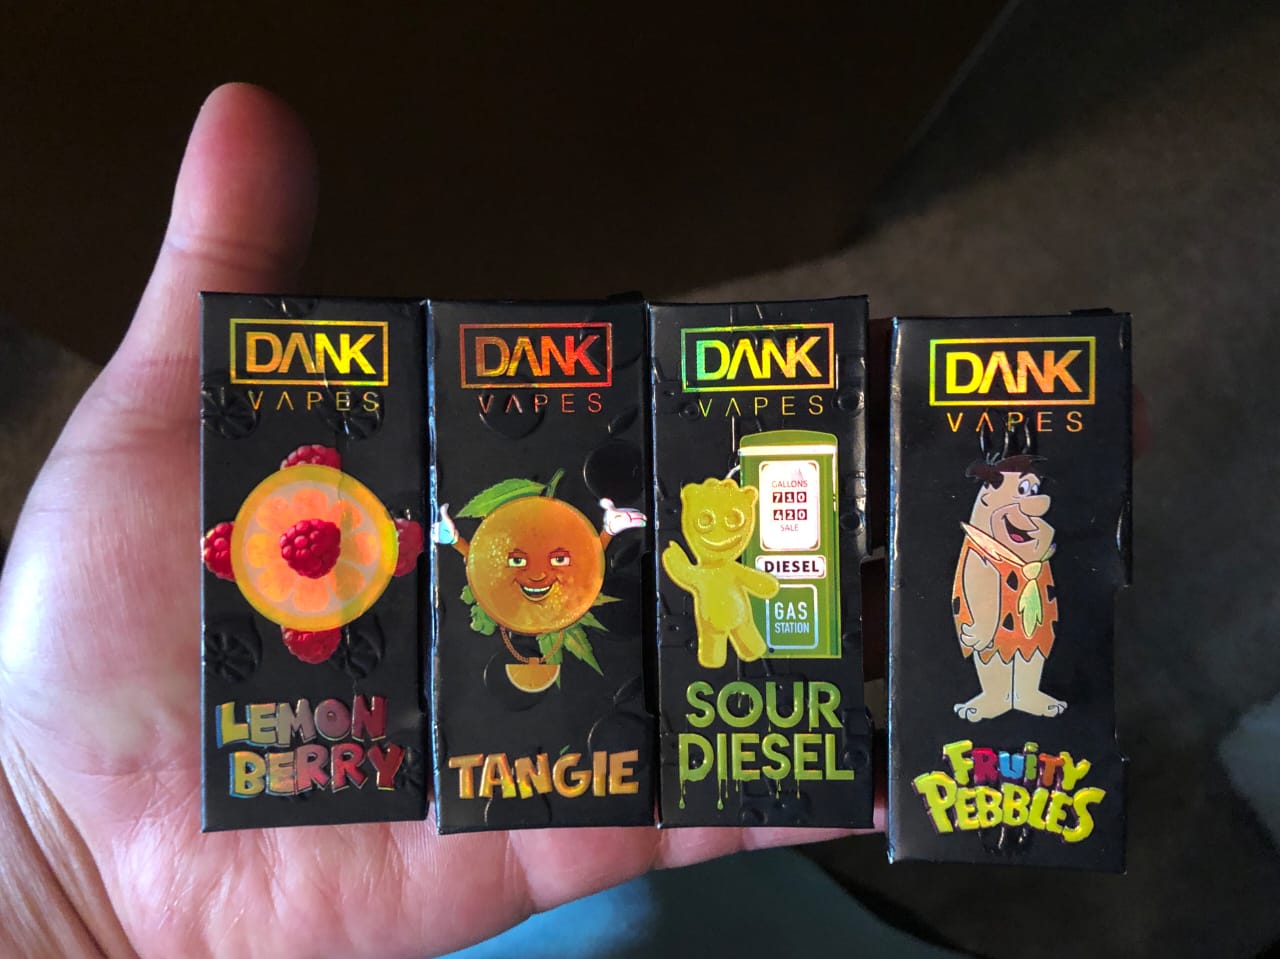 DANK
VAPES
LEMON
BERRY
DANK
VAPES
TANGIE
DANK
VAPES
GALLONS
710
420
SALE
DIESEL
GAS
STATION
SOUR
DIESEL
DANK
VAPES
FRUITY
PEBBLES